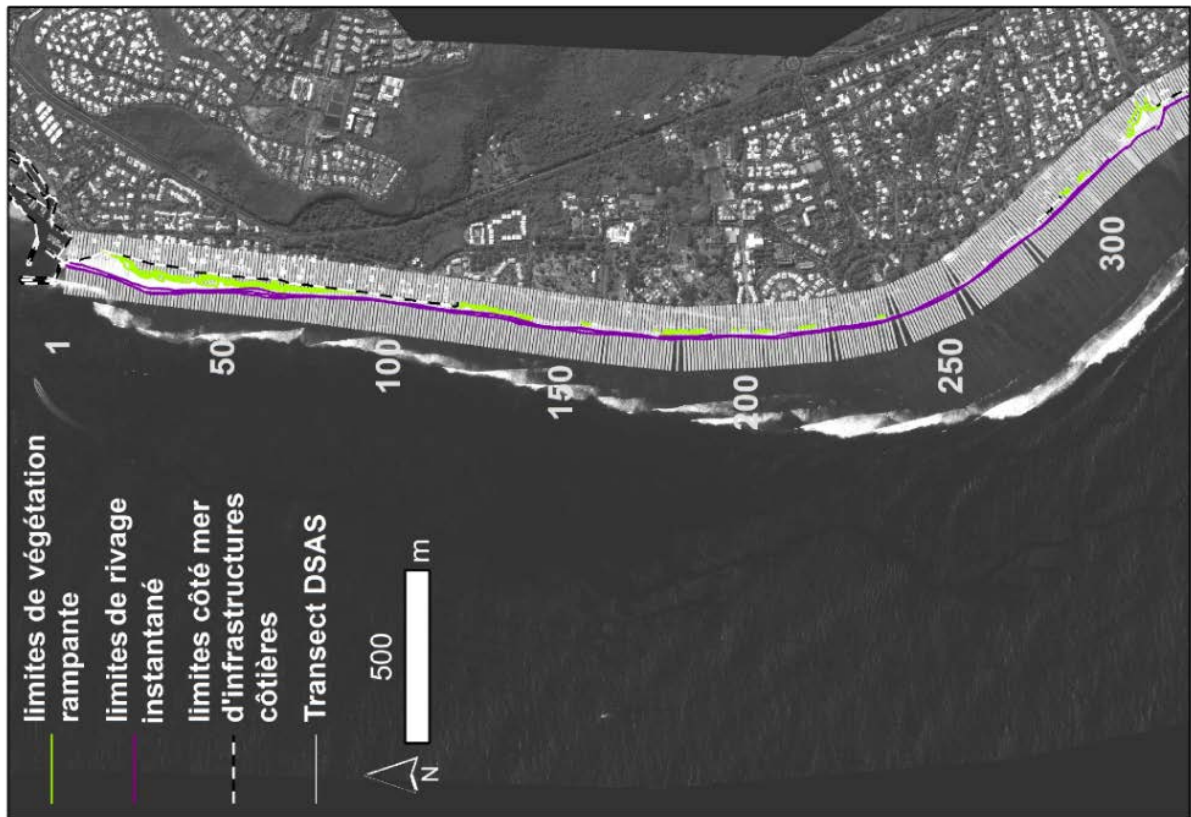 1
50
100
150
200
250
300
limites de végétation
rampante
limites de rivage
instantané
limites côté mer
d'infrastructures
côtières
Transect DSAS
500
m
N